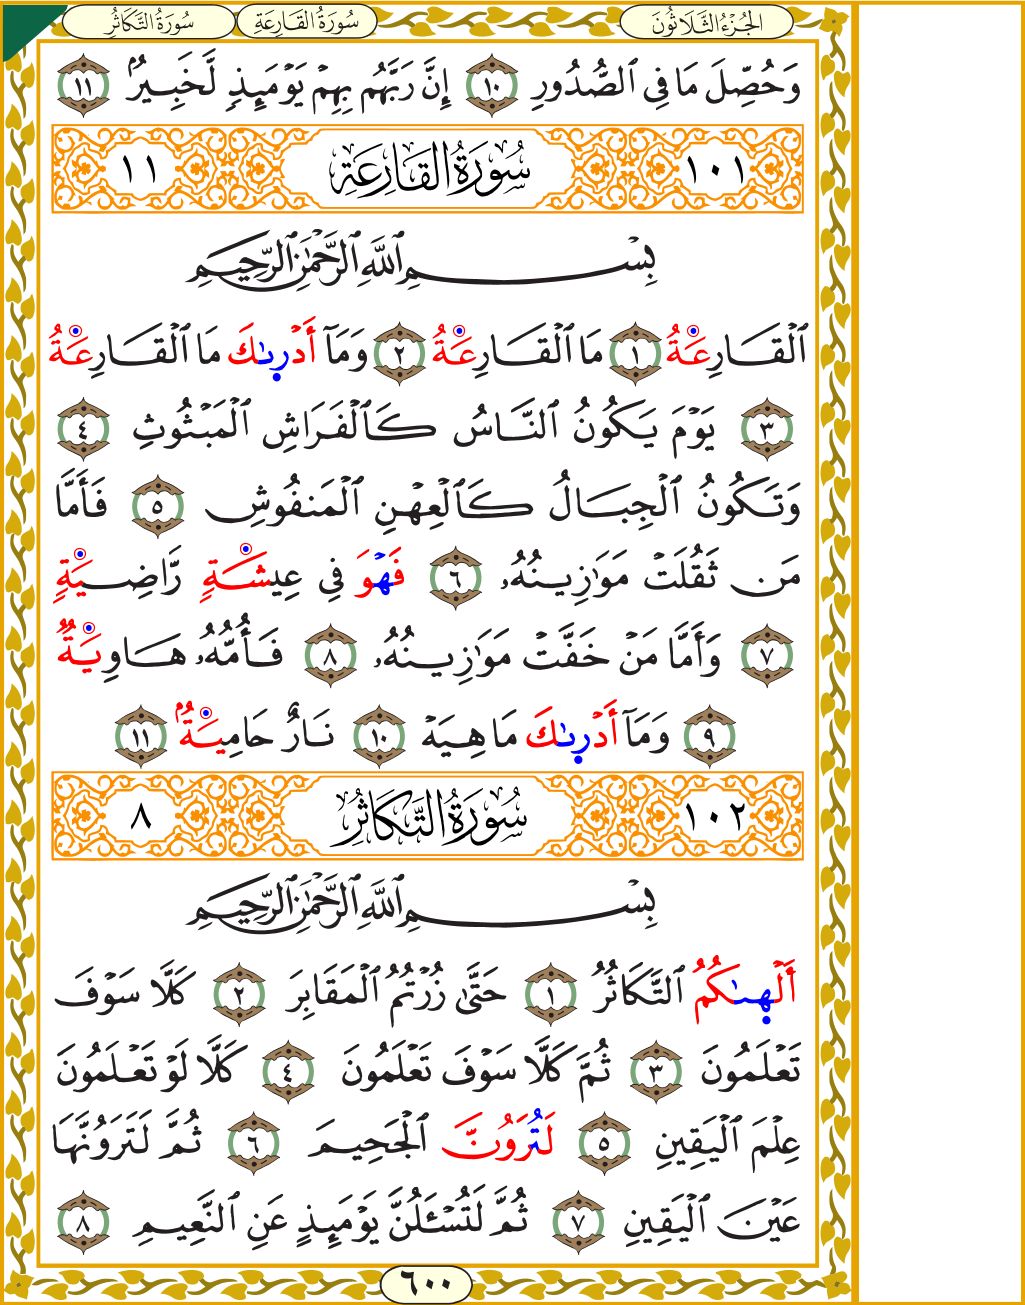 الجُزْءُ الثَّلَاثُونَ سُورَةُ القَارِعَةِ سُورَةُ التَّكَاثُرِ
وَحُصِّلَ مَا فِي ٱلصُّدُورِ ١٠ إِنَّ رَبَّهُم بِهِمْ يَوْمَئِذٖ لَّخَبِيرُۢ ١١
١٠١ سُورَةُ القَارِعَةِ ١١
بِسْمِ ٱللَّهِ ٱلرَّحْمَٰنِ ٱلرَّحِيمِ
ٱلْقَارِعَةُ ١ مَا ٱلْقَارِعَةُ ٢ وَمَآ أَدْرِىٰكَ مَا ٱلْقَارِعَةُ
٣ يَوْمَ يَكُونُ ٱلنَّاسُ كَٱلْفَرَاشِ ٱلْمَبْثُوثِ ٤
وَتَكُونُ ٱلْجِبَالُ كَٱلْعِهْنِ ٱلْمَنفُوشِ ٥ فَأَمَّا
مَن ثَقُلَتْ مَوَٰزِينُهُۥ ٦ فَهْوَ فِي عِيشَةٖ رَّاضِيَةٖ
٧ وَأَمَّا مَنْ خَفَّتْ مَوَٰزِينُهُۥ ٨ فَأُمُّهُۥ هَاوِيَةٞ
٩ وَمَآ أَدْرِىٰكَ مَا هِيَهْ ١٠ نَارٌ حَامِيَةُۢ ١١
١٠٢ سُورَةُ التَّكَاثُرِ ٨
بِسْمِ ٱللَّهِ ٱلرَّحْمَٰنِ ٱلرَّحِيمِ
أَلْهِىٰكُمُ ٱلتَّكَاثُرُ ١ حَتَّىٰ زُرْتُمُ ٱلْمَقَابِرَ ٢ كَلَّا سَوْفَ
تَعْلَمُونَ ٣ ثُمَّ كَلَّا سَوْفَ تَعْلَمُونَ ٤ كَلَّا لَوْ تَعْلَمُونَ
عِلْمَ ٱلْيَقِينِ ٥ لَتُرَوُنَّ ٱلْجَحِيمَ ٦ ثُمَّ لَتَرَوُنَّهَا
عَيْنَ ٱلْيَقِينِ ٧ ثُمَّ لَتُسْـَٔلُنَّ يَوْمَئِذٍ عَنِ ٱلنَّعِيمِ ٨
٦٠٠